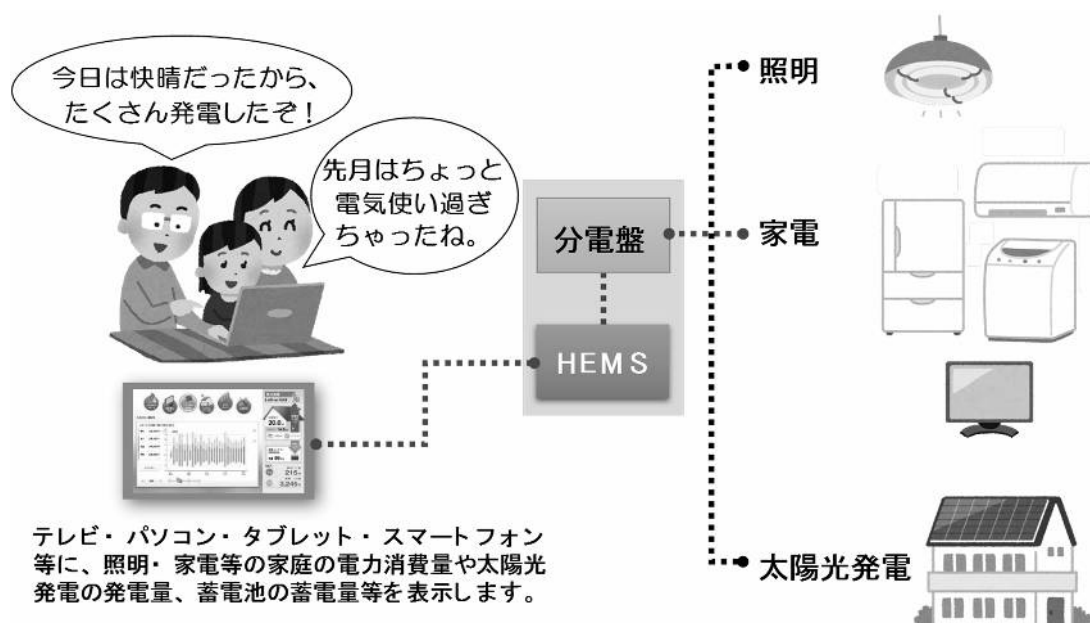 今日は快晴だったから、
たくさん発電したぞ！
先月はちょっと
電気使い過ぎ
ちゃったね。
分電盤
HEMS
照明
家電
太陽光発電
20.0
215
3,245
テレビ・パソコン・タブレット・スマートフォン
等に、照明・家電等の家庭の電力消費量や太陽光
発電の発電量、蓄電池の蓄電量等を表示します。